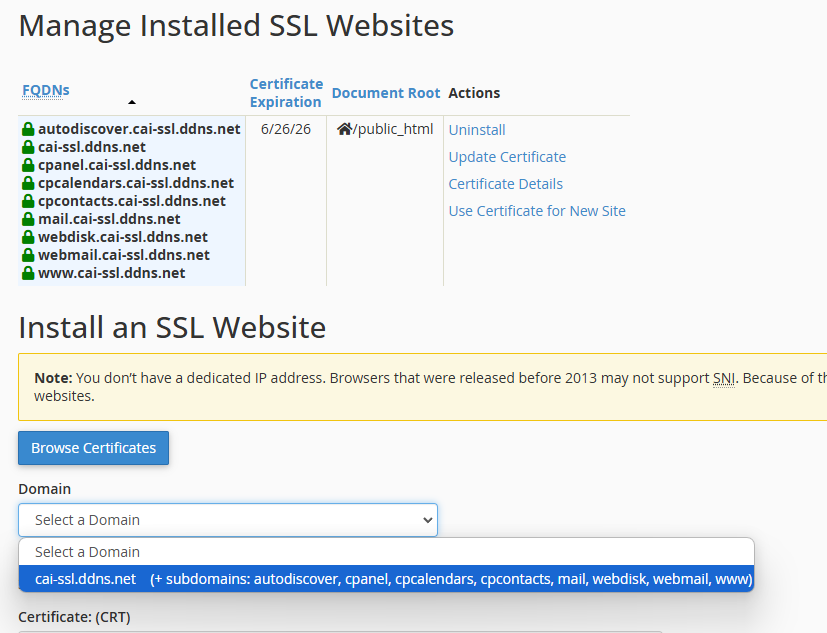 Manage Installed SSL Websites
FQDNs
Certificate Expiration
Document Root
Actions
autodiscover.cai-ssl.ddns.net
cai-ssl.ddns.net
cpanel.cai-ssl.ddns.net
cpcalendars.cai-ssl.ddns.net
cpcontacts.cai-ssl.ddns.net
mail.cai-ssl.ddns.net
webdisk.cai-ssl.ddns.net
webmail.cai-ssl.ddns.net
www.cai-ssl.ddns.net
6/26/26
/public_html
Uninstall
Update Certificate
Certificate Details
Use Certificate for New Site
Install an SSL Website
Note: You don’t have a dedicated IP address. Browsers that were released before 2013 may not support SNI. Because of
websites.
Browse Certificates
Domain
Select a Domain
Select a Domain
cai-ssl.ddns.net (+ subdomains: autodiscover, cpanel, cpcalendars, cpcontacts, mail, webdisk, webmail, www)
Certificate: (CRT)